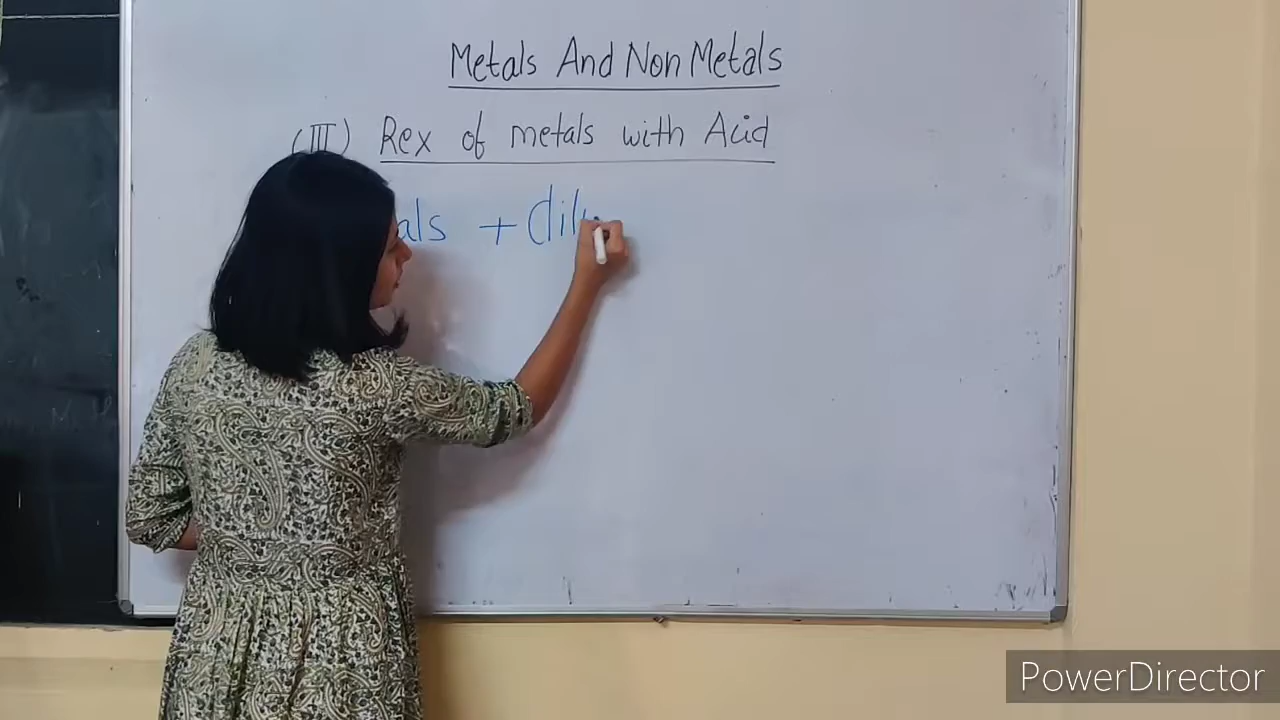 Metals And Non Metals
(III) Rex of metals with Acid
als + dil
PowerDirector